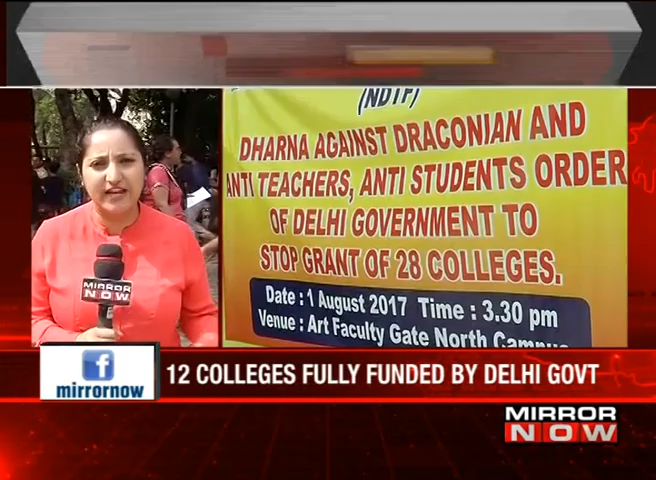 (NDTF)
DHARNA AGAINST DRACONIAN AND
ANTI TEACHERS, ANTI STUDENTS ORDER
OF DELHI GOVERNMENT TO
STOP GRANT OF 28 COLLEGES.
Date : 1 August 2017 Time : 3.30 pm
Venue : Art Faculty Gate North Campus
MIRROR
NOW
f
mirrornow
12 COLLEGES FULLY FUNDED BY DELHI GOVT
MIRROR
NOW